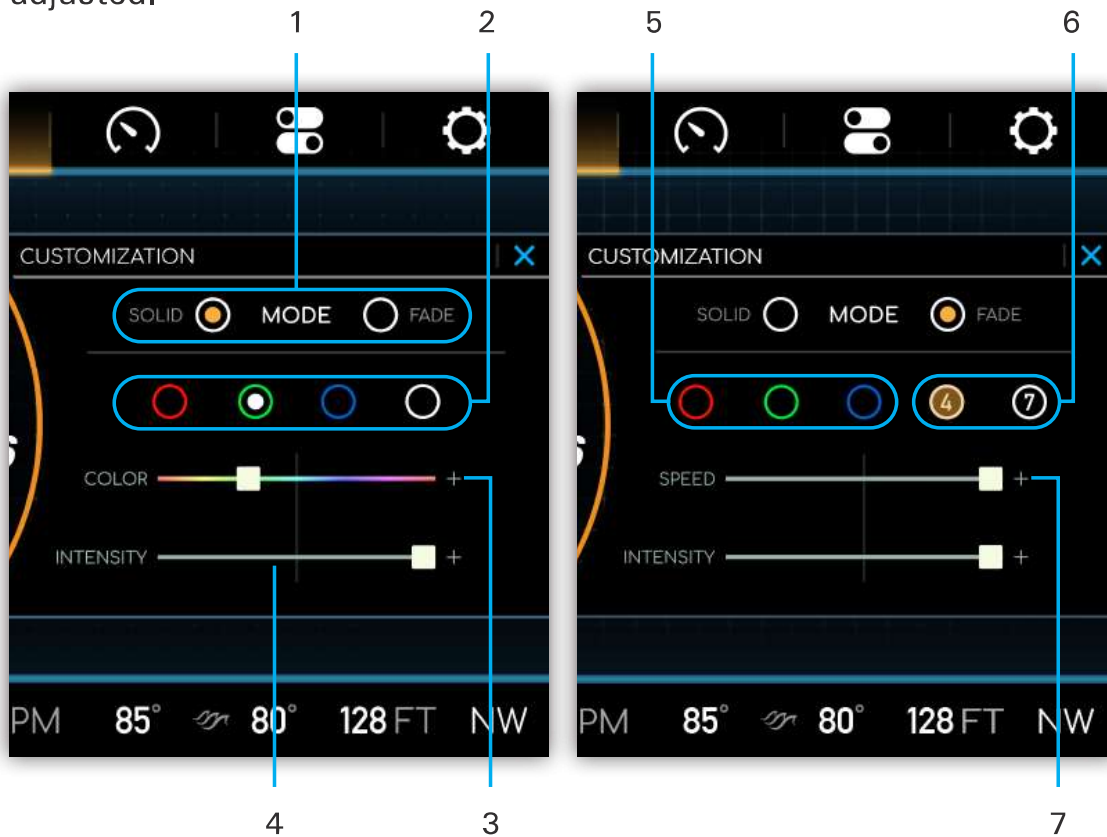 adjusted.
1 2 5 6
CUSTOMIZATION
SOLID MODE FADE
COLOR +
INTENSITY +
PM 85° 80° 128 FT NW
CUSTOMIZATION
SOLID MODE FADE
4 7
SPEED +
INTENSITY +
PM 85° 80° 128 FT NW
4 3 7